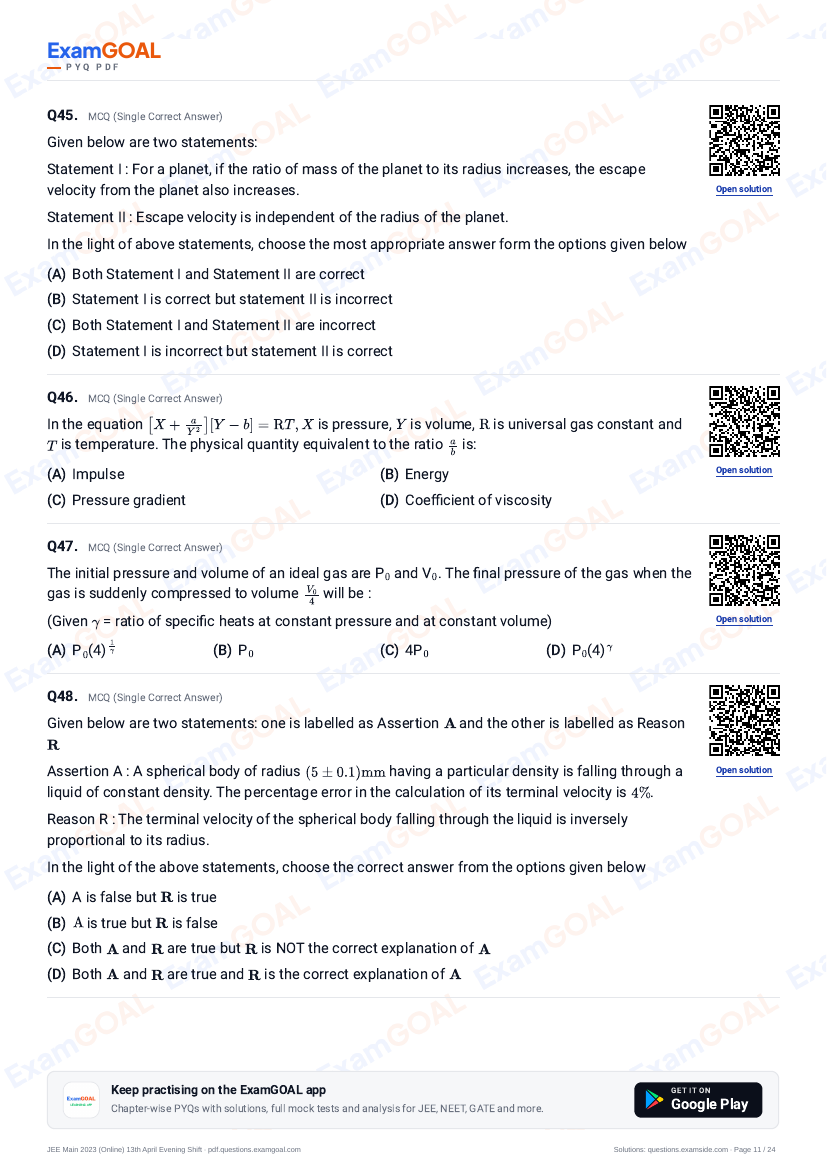 ExamGOAL
PYQ PDF
Q45. MCQ (Single Correct Answer)
Given below are two statements:
Statement I : For a planet, if the ratio of mass of the planet to its radius increases, the escape
velocity from the planet also increases.
Statement II : Escape velocity is independent of the radius of the planet.
In the light of above statements, choose the most appropriate answer form the options given below
(A) Both Statement I and Statement II are correct
(B) Statement I is correct but statement II is incorrect
(C) Both Statement I and Statement II are incorrect
(D) Statement I is incorrect but statement II is correct
Open solution
Q46. MCQ (Single Correct Answer)
In the equation [X + a/Y²][Y − b] = RT, X is pressure, Y is volume, R is universal gas constant and
T is temperature. The physical quantity equivalent to the ratio a/b is:
(A) Impulse (B) Energy
(C) Pressure gradient (D) Coefficient of viscosity
Open solution
Q47. MCQ (Single Correct Answer)
The initial pressure and volume of an ideal gas are P₀ and V₀. The final pressure of the gas when the
gas is suddenly compressed to volume V₀/4 will be :
(Given γ = ratio of specific heats at constant pressure and at constant volume)
(A) P₀(4)^(1/γ) (B) P₀ (C) 4P₀ (D) P₀(4)^γ
Open solution
Q48. MCQ (Single Correct Answer)
Given below are two statements: one is labelled as Assertion A and the other is labelled as Reason
R
Assertion A : A spherical body of radius (5 ± 0.1)mm having a particular density is falling through a
liquid of constant density. The percentage error in the calculation of its terminal velocity is 4%.
Reason R : The terminal velocity of the spherical body falling through the liquid is inversely
proportional to its radius.
In the light of the above statements, choose the correct answer from the options given below
(A) A is false but R is true
(B) A is true but R is false
(C) Both A and R are true but R is NOT the correct explanation of A
(D) Both A and R are true and R is the correct explanation of A
Open solution
ExamGOAL
Keep practising on the ExamGOAL app
Chapter-wise PYQs with solutions, full mock tests and analysis for JEE, NEET, GATE and more.
GET IT ON
Google Play
JEE Main 2023 (Online) 13th April Evening Shift · pdf.questions.examgoal.com
Solutions: questions.examside.com · Page 11 / 24